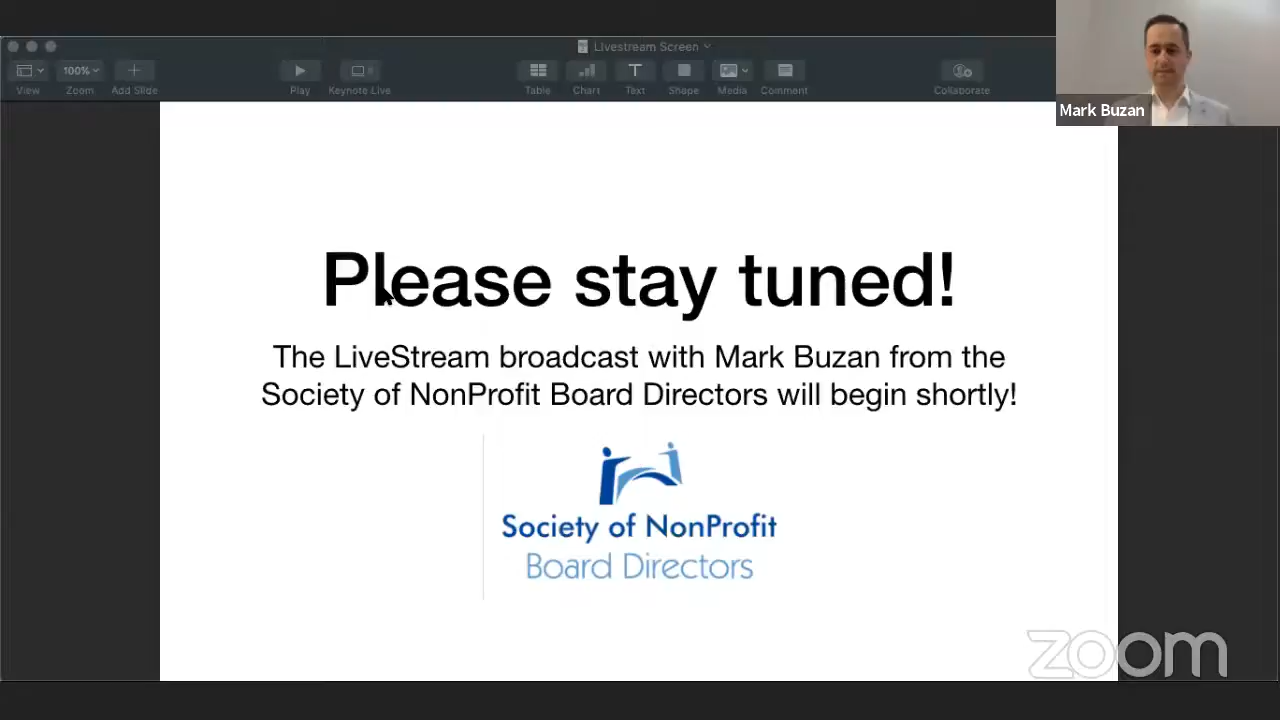 Livestream Screen
100%
View
Zoom
Add Slide
Play
Keynote Live
Table
Chart
Text
Shape
Media
Comment
Collaborate
Mark Buzan
Please stay tuned!
The LiveStream broadcast with Mark Buzan from the
Society of NonProfit Board Directors will begin shortly!
Society of NonProfit
Board Directors
zoom